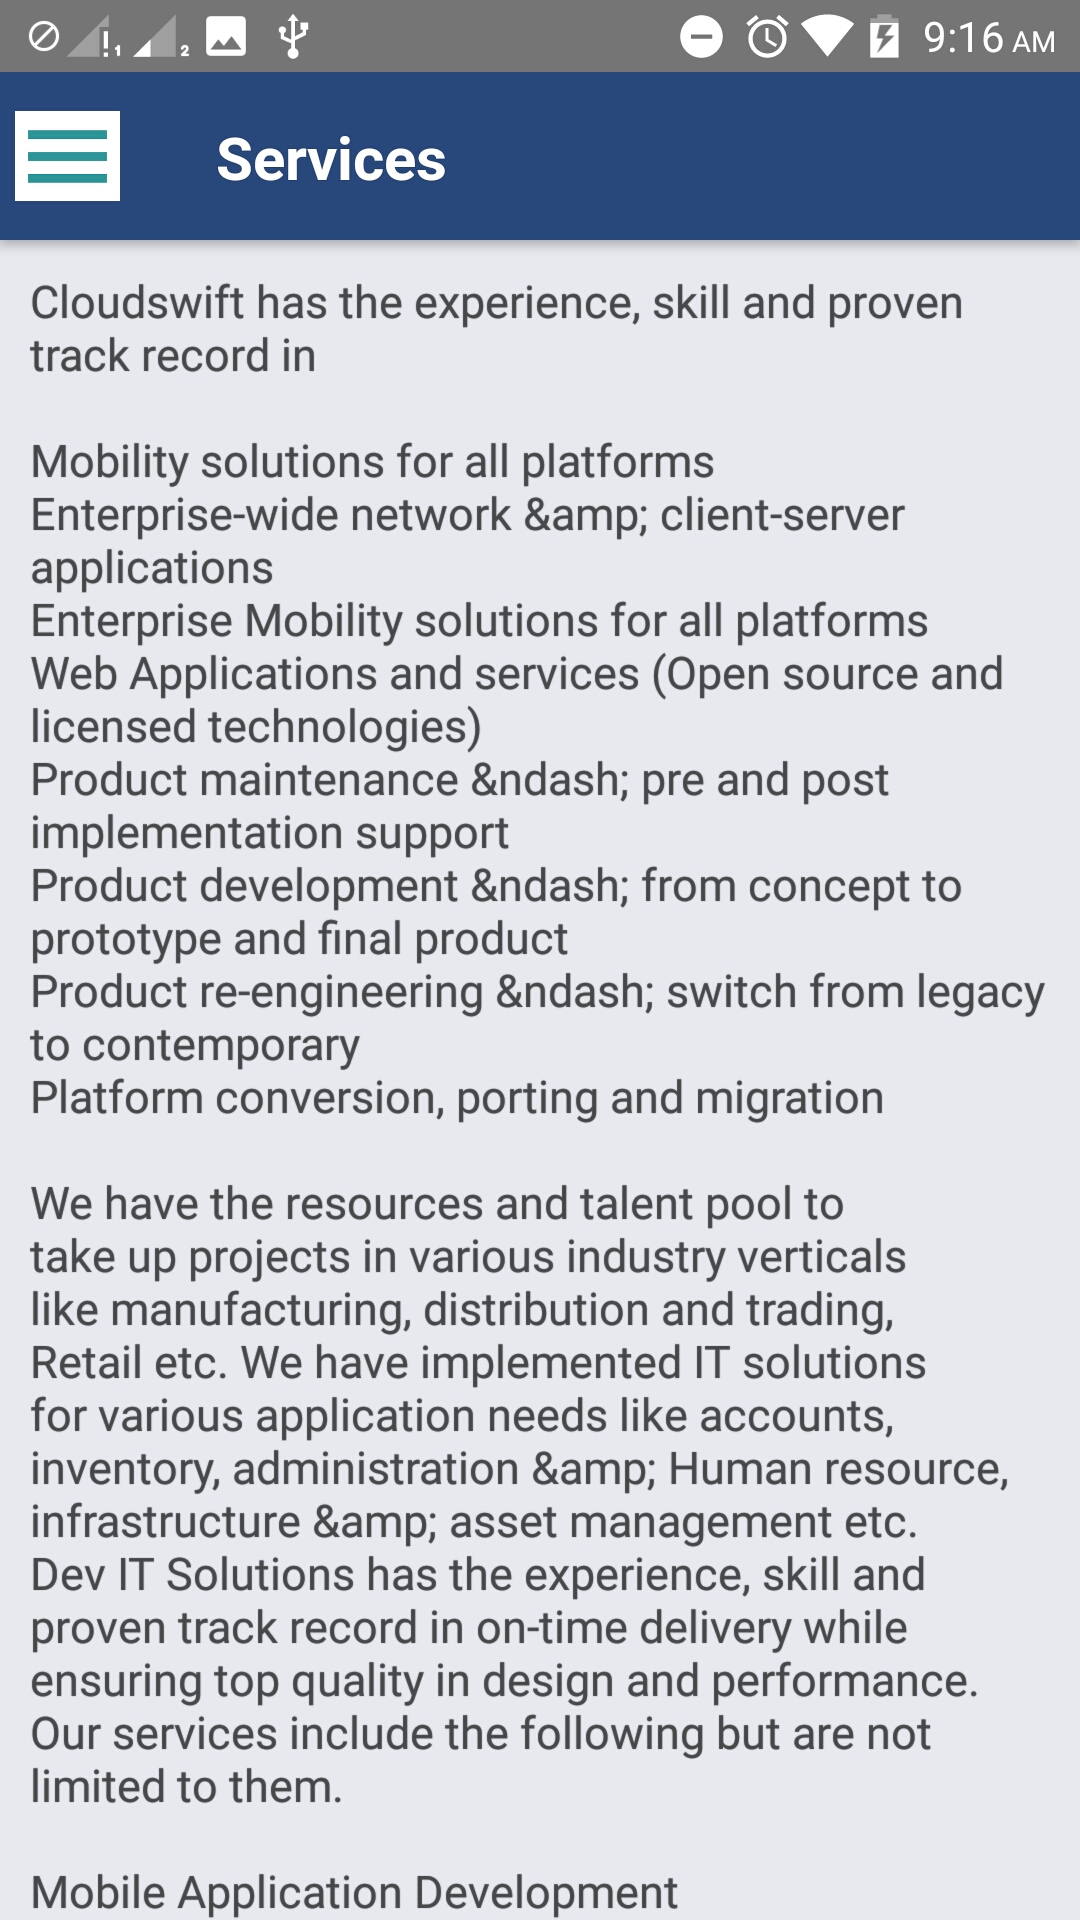 1 2 9:16 AM
Services
Cloudswift has the experience, skill and proven
track record in
Mobility solutions for all platforms
Enterprise-wide network &amp; client-server
applications
Enterprise Mobility solutions for all platforms
Web Applications and services (Open source and
licensed technologies)
Product maintenance &ndash; pre and post
implementation support
Product development &ndash; from concept to
prototype and final product
Product re-engineering &ndash; switch from legacy
to contemporary
Platform conversion, porting and migration
We have the resources and talent pool to
take up projects in various industry verticals
like manufacturing, distribution and trading,
Retail etc. We have implemented IT solutions
for various application needs like accounts,
inventory, administration &amp; Human resource,
infrastructure &amp; asset management etc.
Dev IT Solutions has the experience, skill and
proven track record in on-time delivery while
ensuring top quality in design and performance.
Our services include the following but are not
limited to them.
Mobile Application Development